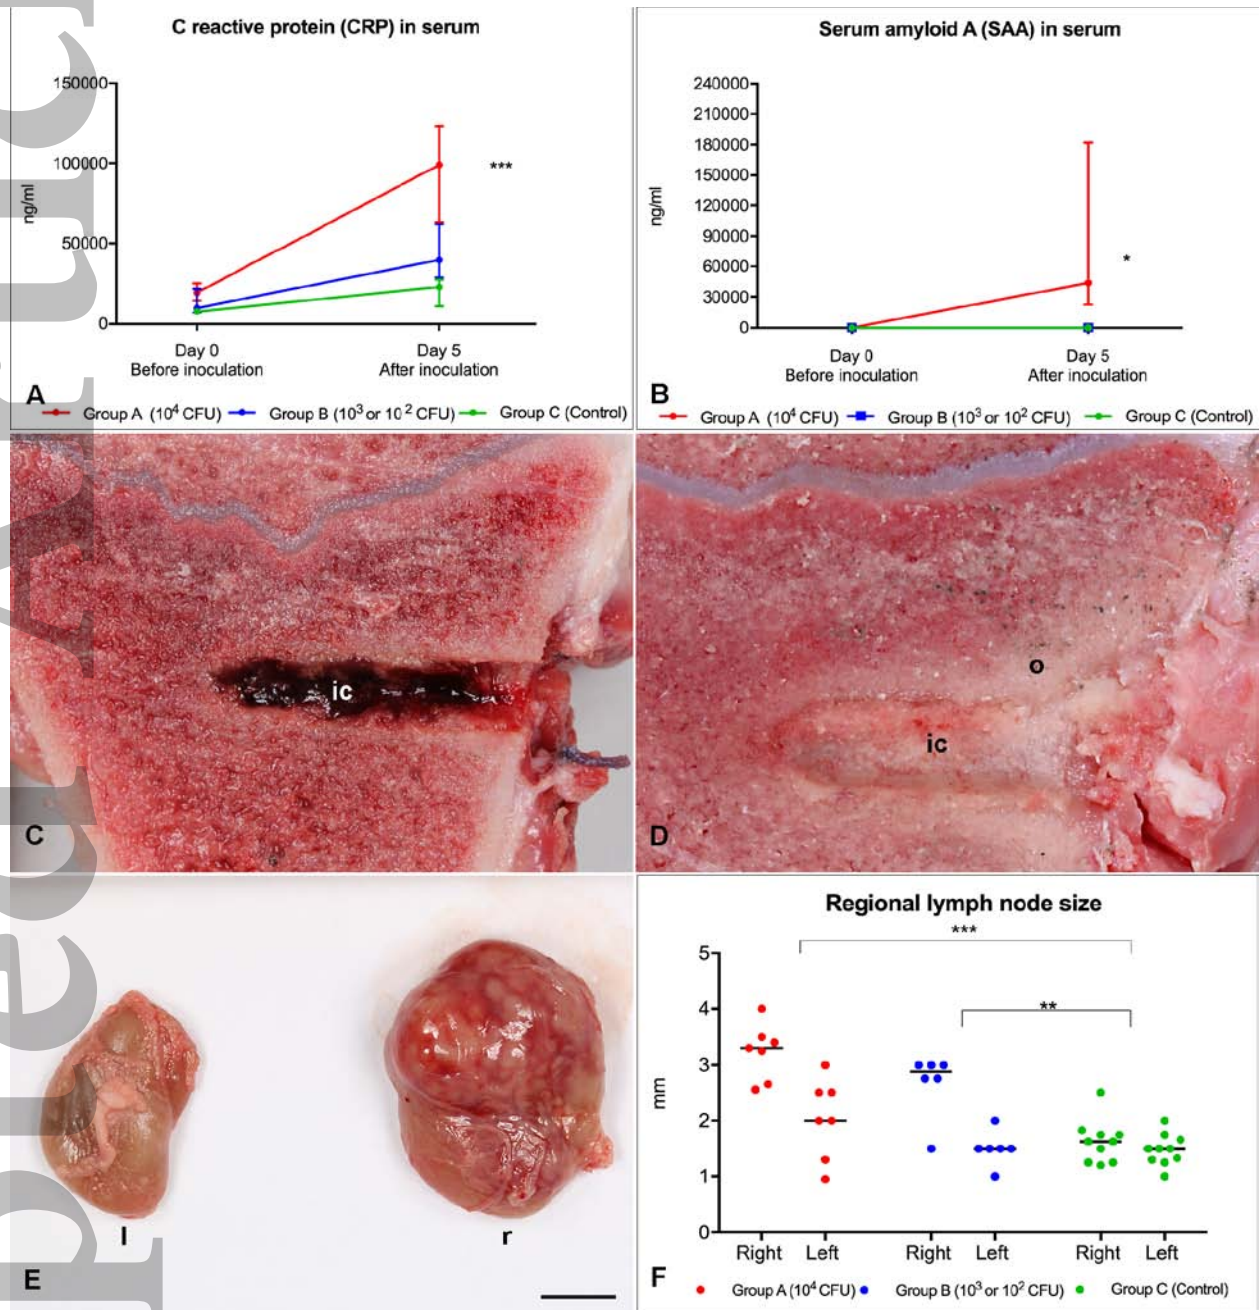 C reactive protein (CRP) in serum
150000
100000
50000
0
ng/ml
***
Day 0
Before inoculation
Day 5
After inoculation
A
Group A (10⁴ CFU)
Group B (10³ or 10² CFU)
Group C (Control)
Serum amyloid A (SAA) in serum
240000
210000
180000
150000
120000
90000
60000
30000
0
ng/ml
*
Day 0
Before inoculation
Day 5
After inoculation
B
Group A (10⁴ CFU)
Group B (10³ or 10² CFU)
Group C (Control)
ic
C
o
ic
D
l
r
E
Regional lymph node size
***
**
5
4
3
2
1
0
mm
Right
Left
Right
Left
Right
Left
F
Group A (10⁴ CFU)
Group B (10³ or 10² CFU)
Group C (Control)